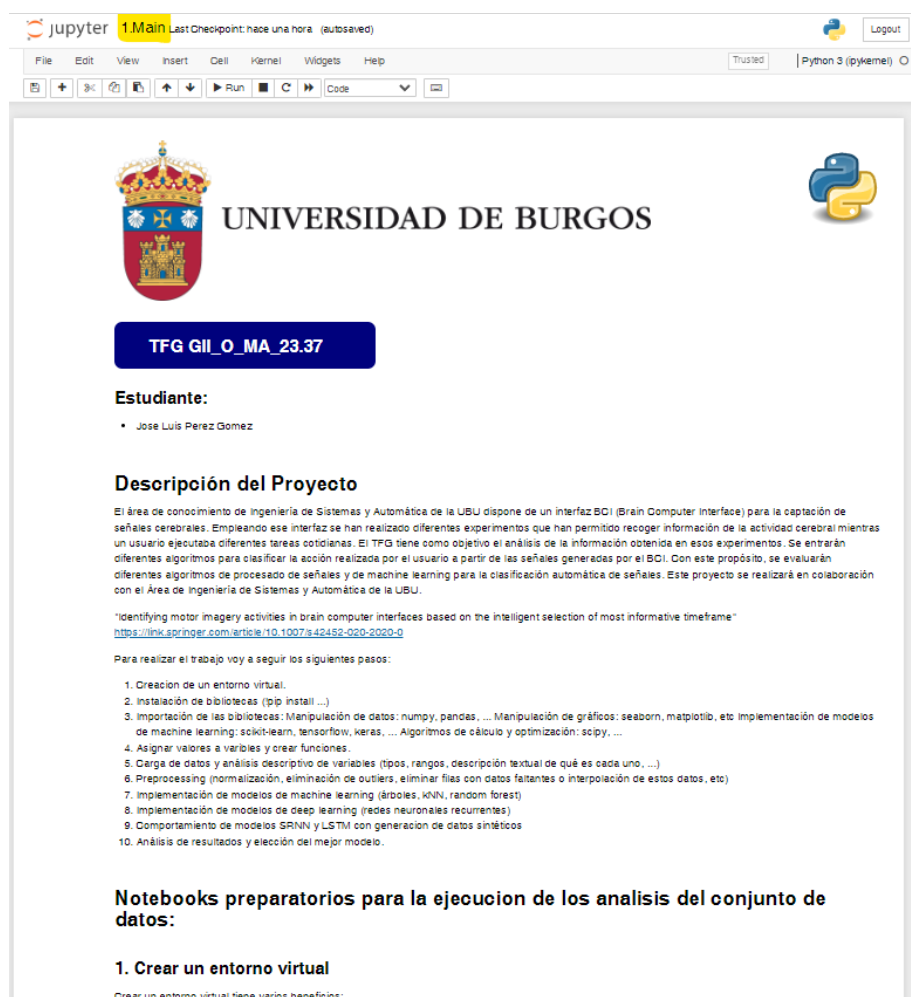 jupyter 1.Main Last Checkpoint: hace una hora (autosaved) Logout
File Edit View Insert Cell Kernel Widgets Help Trusted Python 3 (ipykernel)
Run Code
UNIVERSIDAD DE BURGOS
TFG GII_O_MA_23.37
Estudiante:
• Jose Luis Perez Gomez
Descripción del Proyecto
El área de conocimiento de Ingeniería de Sistemas y Automática de la UBU dispone de un interfaz BCI (Brain Computer Interface) para la captación de
señales cerebrales. Empleando ese interfaz se han realizado diferentes experimentos que han permitido recoger información de la actividad cerebral mientras
un usuario ejecutaba diferentes tareas cotidianas. El TFG tiene como objetivo el análisis de la información obtenida en esos experimentos. Se entrarán
diferentes algoritmos para clasificar la acción realizada por el usuario a partir de las señales generadas por el BCI. Con este propósito, se evaluarán
diferentes algoritmos de procesado de señales y de machine learning para la clasificación automática de señales. Este proyecto se realizará en colaboración
con el Área de Ingeniería de Sistemas y Automática de la UBU.
"Identifying motor imagery activities in brain computer interfaces based on the intelligent selection of most informative timeframe"
https://link.springer.com/article/10.1007/s42452-020-2020-0
Para realizar el trabajo voy a seguir los siguientes pasos:
1. Creacion de un entorno virtual.
2. Instalación de bibliotecas (!pip install ...)
3. Importación de las bibliotecas: Manipulación de datos: numpy, pandas, ... Manipulación de gráficos: seaborn, matplotlib, etc Implementación de modelos
de machine learning: scikit-learn, tensorflow, keras, ... Algoritmos de cálculo y optimización: scipy, ...
4. Asignar valores a varibles y crear funciones.
5. Carga de datos y análisis descriptivo de variables (tipos, rangos, descripción textual de qué es cada uno, ...)
6. Preprocessing (normalización, eliminación de outliers, eliminar filas con datos faltantes o interpolación de estos datos, etc)
7. Implementación de modelos de machine learning (árboles, kNN, random forest)
8. Implementación de modelos de deep learning (redes neuronales recurrentes)
9. Comportamiento de modelos SRNN y LSTM con generacion de datos sintéticos
10. Análisis de resultados y elección del mejor modelo.
Notebooks preparatorios para la ejecucion de los analisis del conjunto de
datos:
1. Crear un entorno virtual
Crear un entorno virtual tiene varios beneficios: